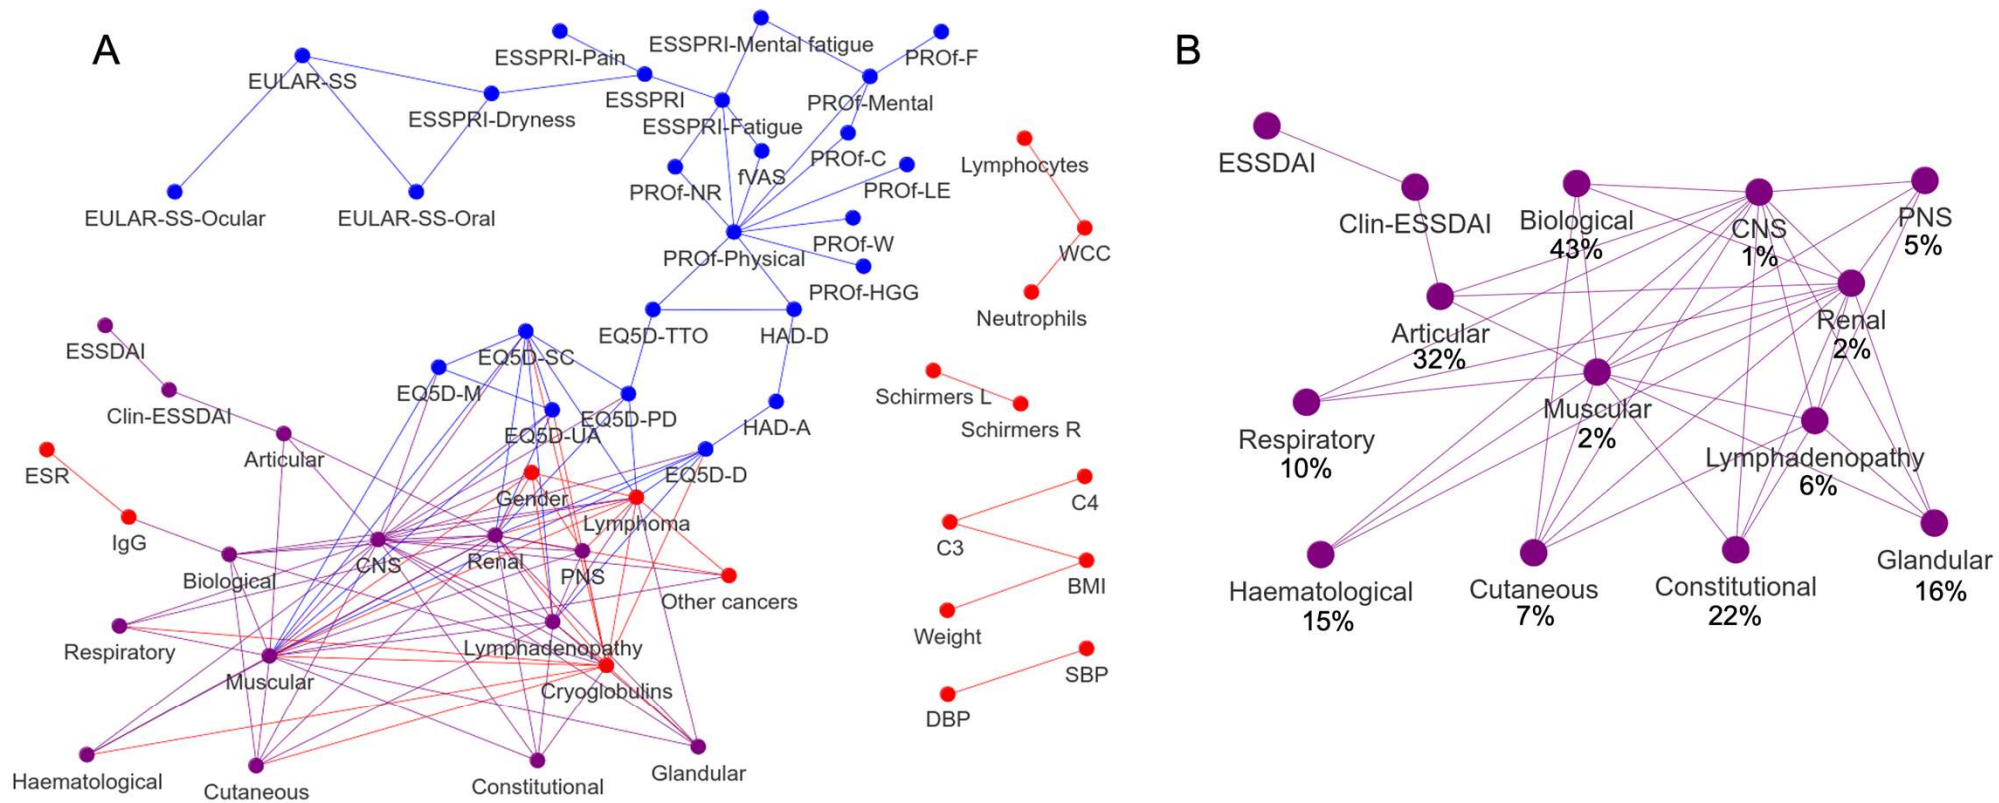 A
ESSPRI-Pain
ESSPRI-Mental fatigue
PROf-F
EULAR-SS
ESSPRI
PROf-Mental
ESSPRI-Dryness
ESSPRI-Fatigue
PROf-C
fVAS
PROf-NR
PROf-LE
EULAR-SS-Ocular
EULAR-SS-Oral
PROf-W
PROf-Physical
PROf-HGG
EQ5D-TTO
HAD-D
ESSDAI
EQ5D-SC
EQ5D-M
Clin-ESSDAI
EQ5D-PD
EQ5D-UA
HAD-A
Articular
ESR
EQ5D-D
Gender
Lymphoma
IgG
Biological
CNS
Renal
PNS
Other cancers
Respiratory
Lymphadenopathy
Muscular
Cryoglobulins
Haematological
Cutaneous
Constitutional
Glandular
Lymphocytes
WCC
Neutrophils
Schirmers L
Schirmers R
C4
C3
BMI
Weight
SBP
DBP
B
ESSDAI
Clin-ESSDAI
Biological
43%
CNS
1%
PNS
5%
Articular
32%
Renal
2%
Muscular
2%
Respiratory
10%
Lymphadenopathy
6%
Haematological
15%
Cutaneous
7%
Constitutional
22%
Glandular
16%